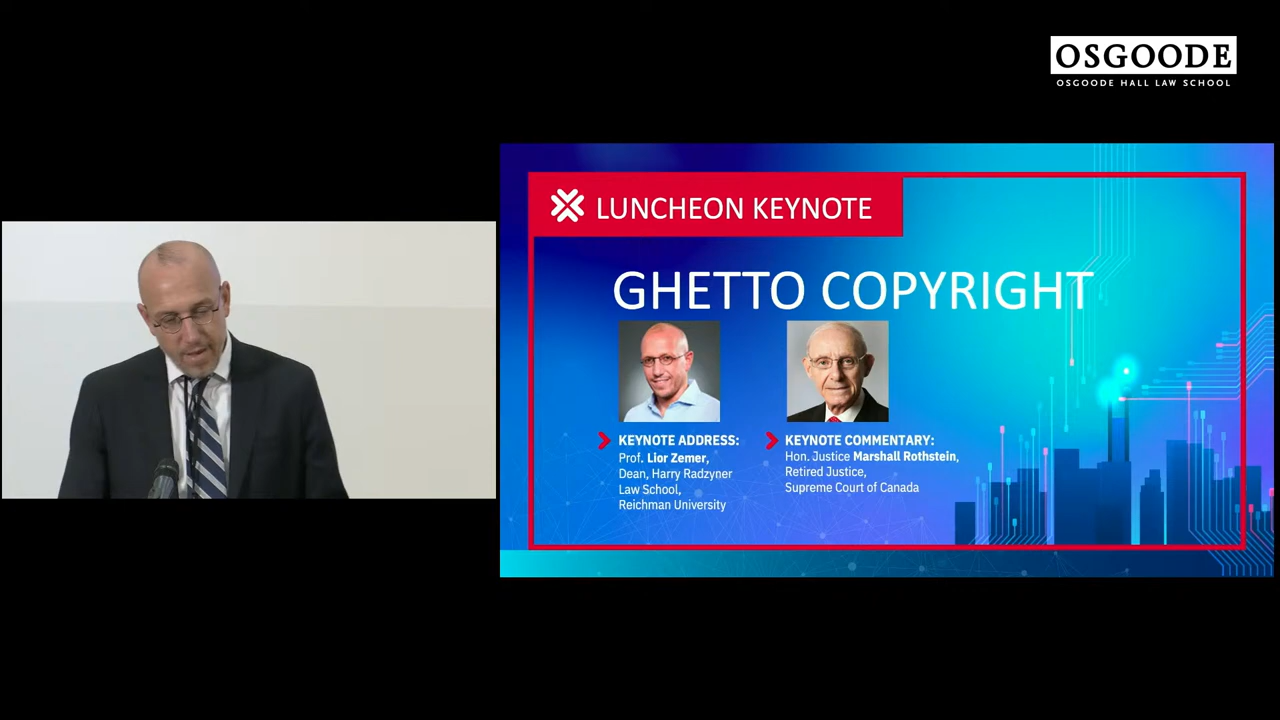 OSGOODE
OSGOODE HALL LAW SCHOOL
LUNCHEON KEYNOTE
GHETTO COPYRIGHT
KEYNOTE ADDRESS:
Prof. Lior Zemer,
Dean, Harry Radzyner
Law School,
Reichman University
KEYNOTE COMMENTARY:
Hon. Justice Marshall Rothstein,
Retired Justice,
Supreme Court of Canada